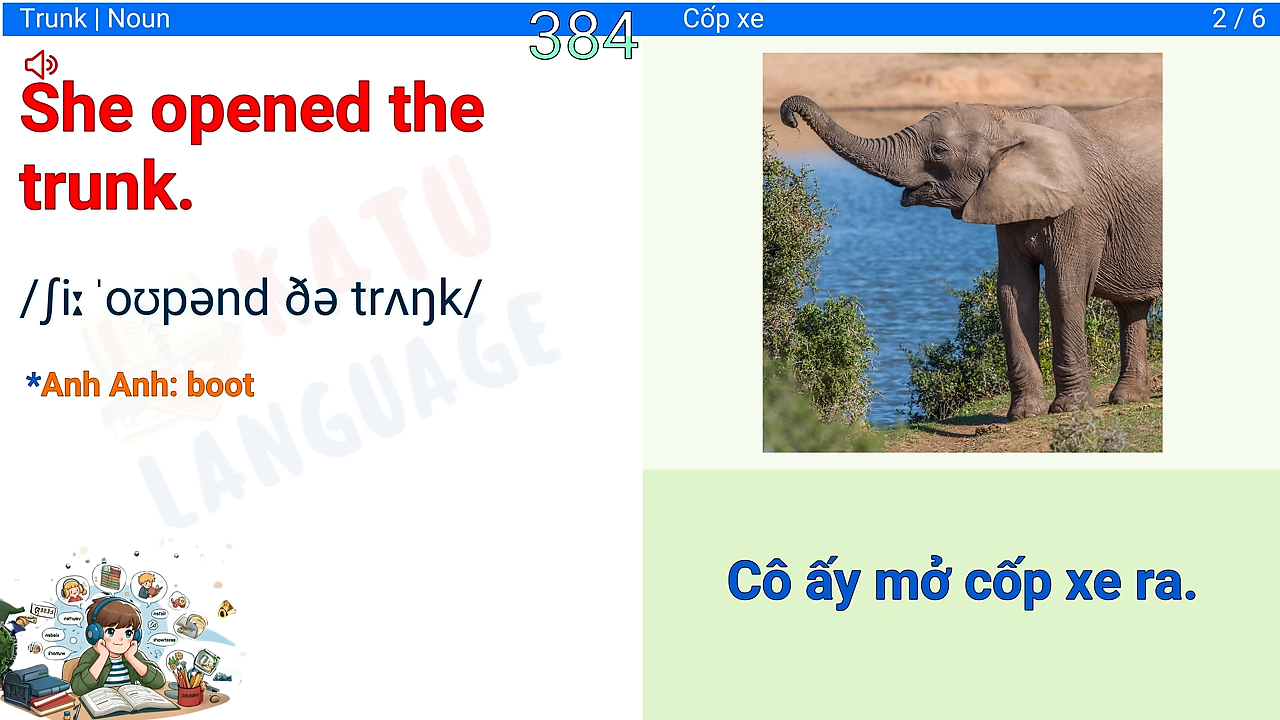 Trunk | Noun
384
Cốp xe
2 / 6
She opened the
trunk.
/ʃiː ˈoʊpənd ðə trʌŋk/
*Anh Anh: boot
KATU
LANGUAGE
Cô ấy mở cốp xe ra.